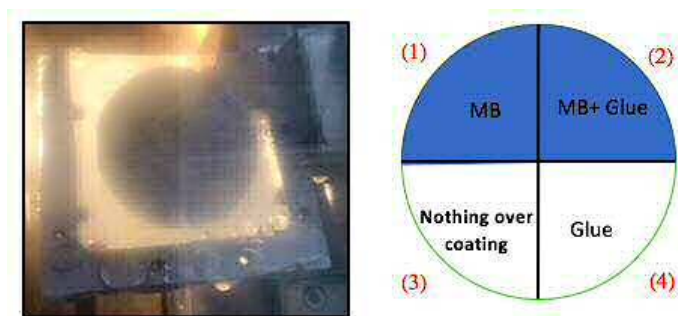 (1)
(2)
MB
MB+ Glue
Nothing over
coating
Glue
(3)
(4)